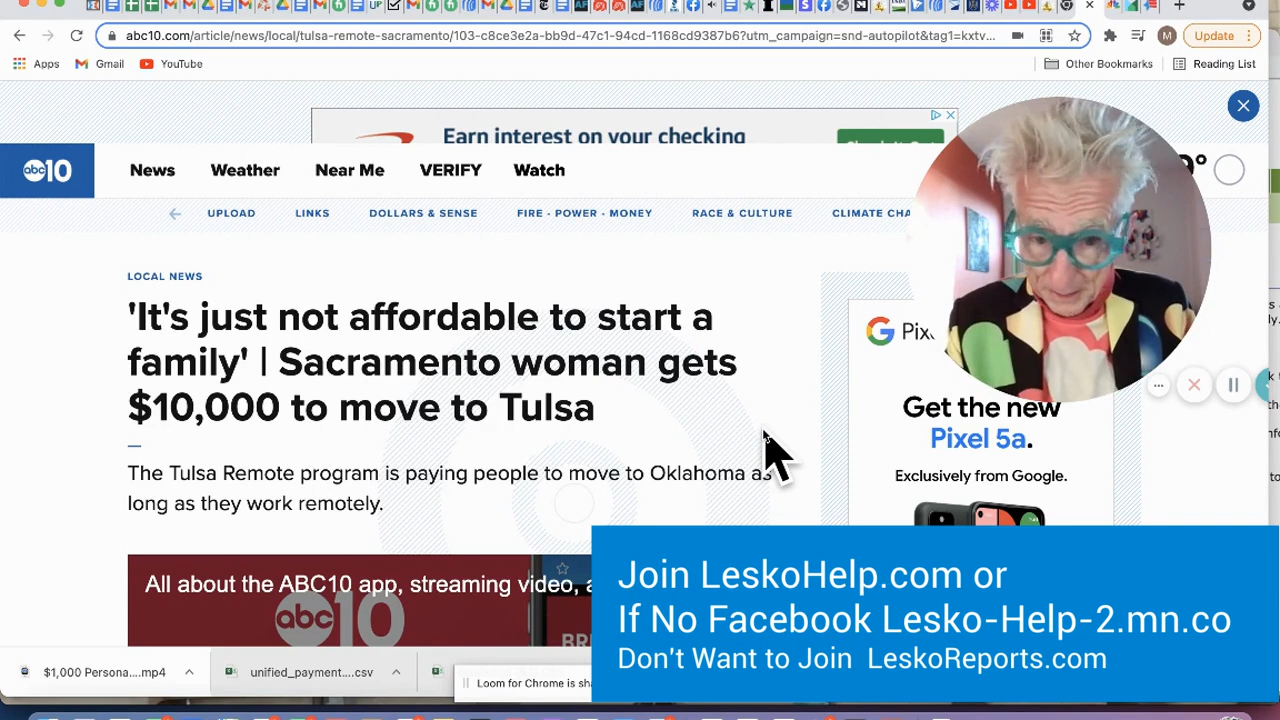 UP
abc10.com/article/news/local/tulsa-remote-sacramento/103-c8ce3e2a-bb9d-47c1-94cd-1168cd9387b6?utm_campaign=snd-autopilot&tag1=kxtv...
M
Update
Apps
Gmail
YouTube
Other Bookmarks
Reading List
Earn interest on your checking
abc10
News
Weather
Near Me
VERIFY
Watch
UPLOAD
LINKS
DOLLARS & SENSE
FIRE - POWER - MONEY
RACE & CULTURE
CLIMATE CHA
LOCAL NEWS
'It's just not affordable to start a
family' | Sacramento woman gets
$10,000 to move to Tulsa
The Tulsa Remote program is paying people to move to Oklahoma as
long as they work remotely.
G Pix
Get the new
Pixel 5a.
Exclusively from Google.
All about the ABC10 app, streaming video, a
abc10
BRE
Join LeskoHelp.com or
If No Facebook Lesko-Help-2.mn.co
Don't Want to Join LeskoReports.com
$1,000 Persona....mp4
unified_payment....csv
Loom for Chrome is sha